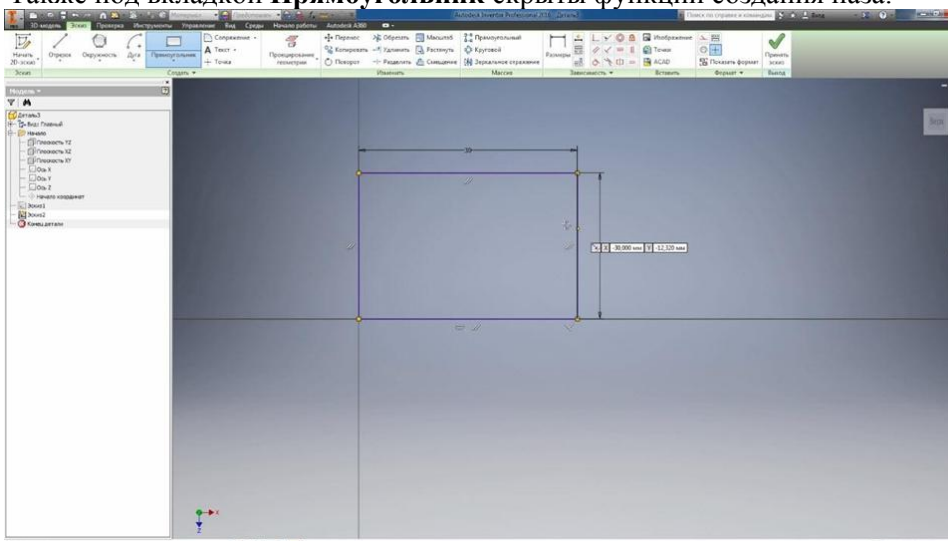 Также под вкладкой Прямоугольник скрыты функции создания паза.
Autodesk Inventor Professional 2016 Деталь3
Поиск по справке и командам
Вход
3D-модель Эскиз Проверка Инструменты Управление Вид Среды Начало работы Autodesk A360
Начать 2D-эскиз
Отрезок
Окружность
Дуга
Прямоугольник
Сопряжение
Текст
Точка
Проецирование геометрии
Перенос Обрезать Масштаб
Копировать Удлинить Растянуть
Поворот Разделить Смещение
Прямоугольный
Круговой
Зеркальное отражение
Размеры
Изображение
Точки
ACAD
Показать формат
Принять эскиз
Эскиз Создать Изменить Массив Зависимости Вставить Формат Выход
Модель
Деталь3
Вид: Главный
Начало
Плоскость YZ
Плоскость XZ
Плоскость XY
Ось X
Ось Y
Ось Z
Начало координат
Эскиз1
Эскиз2
Конец детали
30
X -30,000 мм Y -12,320 мм
X
Z